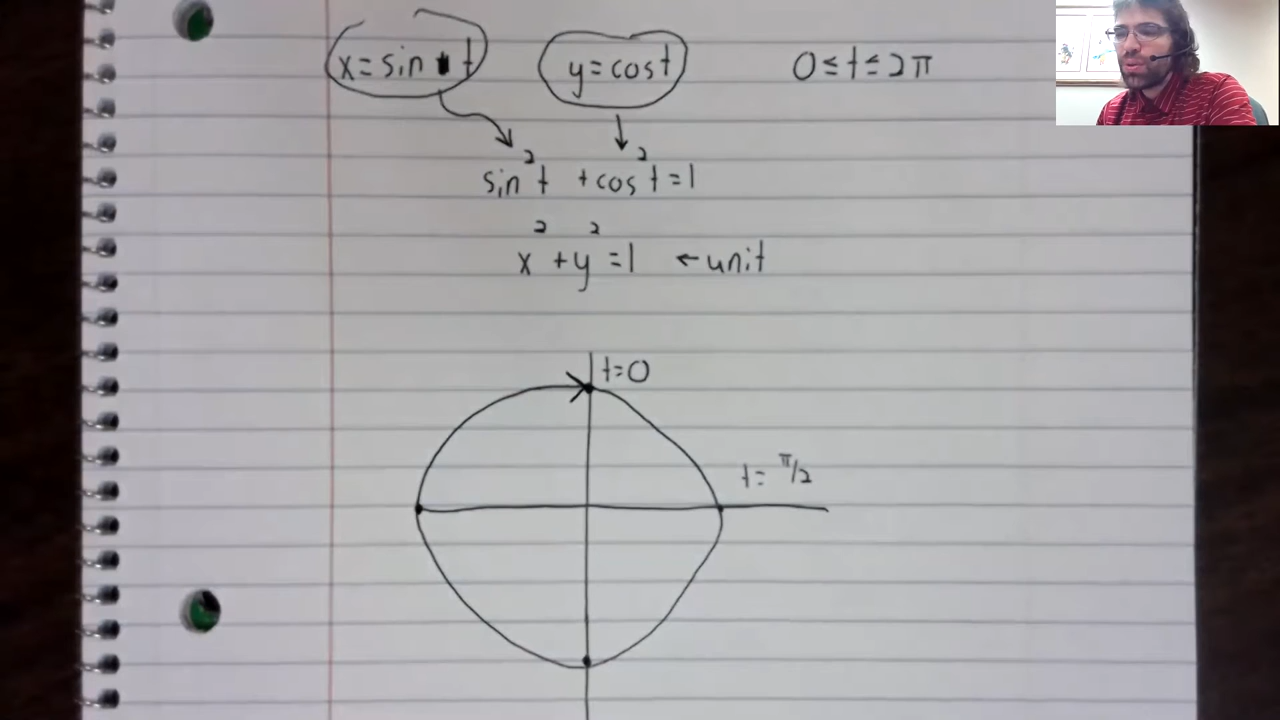 x = sin t y = cos t 0 ≤ t ≤ 2π
sin² t + cos² t = 1
x² + y² = 1 ← unit
t = 0
t = π/2